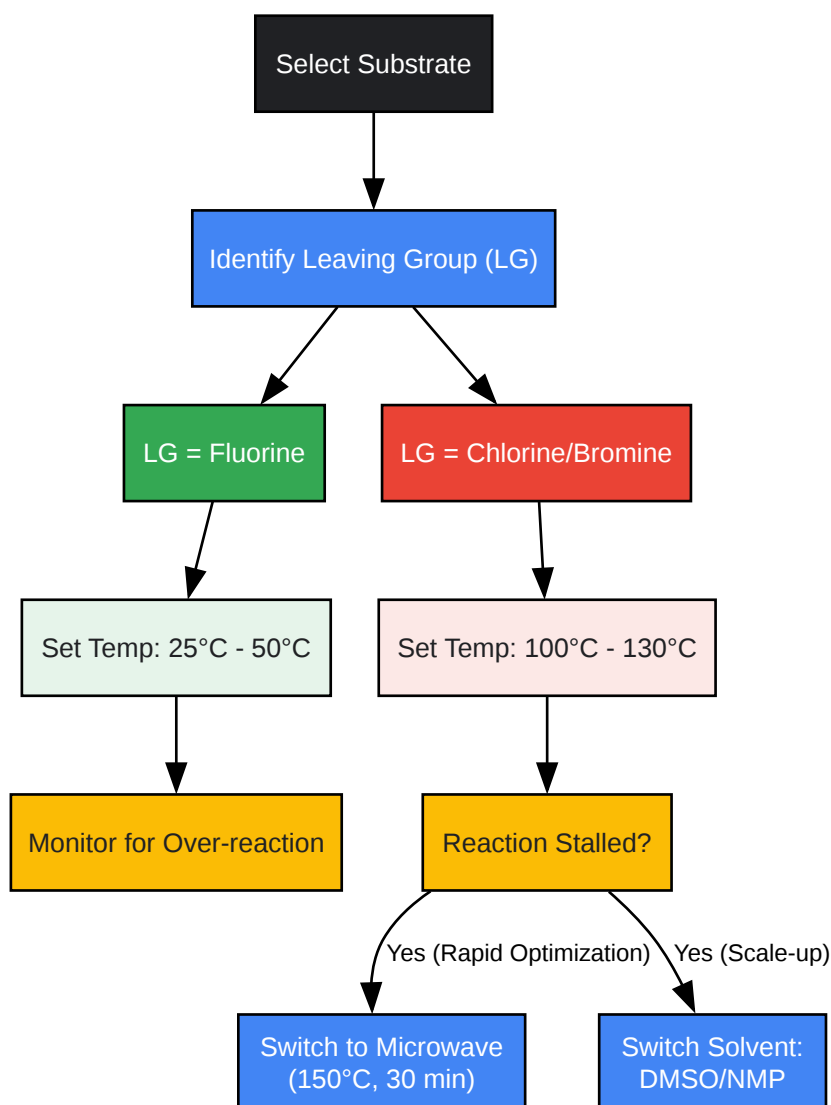 Select Substrate
Identify Leaving Group (LG)
LG = Fluorine
LG = Chlorine/Bromine
Set Temp: 25°C - 50°C
Set Temp: 100°C - 130°C
Monitor for Over-reaction
Reaction Stalled?
Yes (Rapid Optimization)
Yes (Scale-up)
Switch to Microwave
(150°C, 30 min)
Switch Solvent:
DMSO/NMP